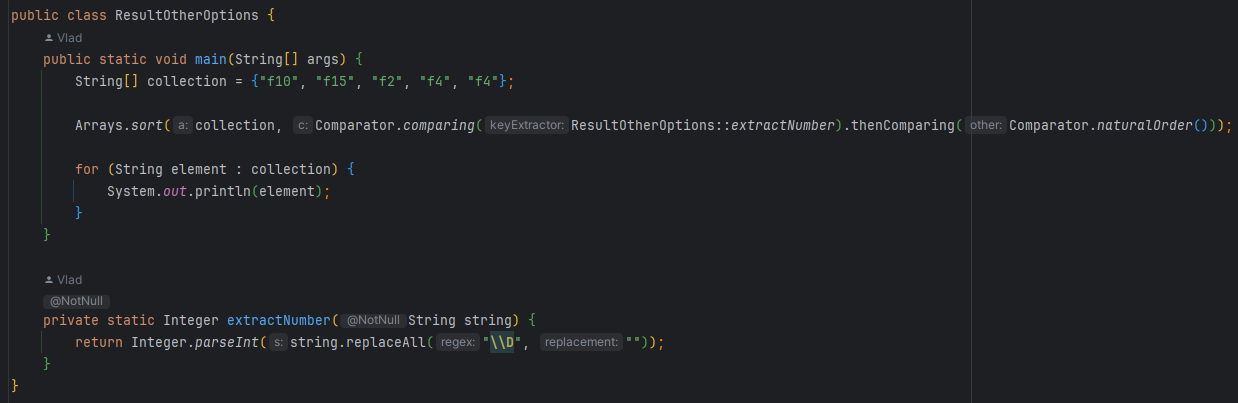 public class ResultOtherOptions {
Vlad
public static void main(String[] args) {
String[] collection = {"f10", "f15", "f2", "f4", "f4"};
Arrays.sort( a: collection, c: Comparator.comparing( keyExtractor: ResultOtherOptions::extractNumber).thenComparing( other: Comparator.naturalOrder()));
for (String element : collection) {
System.out.println(element);
}
}
Vlad
@NotNull
private static Integer extractNumber( @NotNull String string) {
return Integer.parseInt( s: string.replaceAll( regex: "\\D", replacement: ""));
}
}